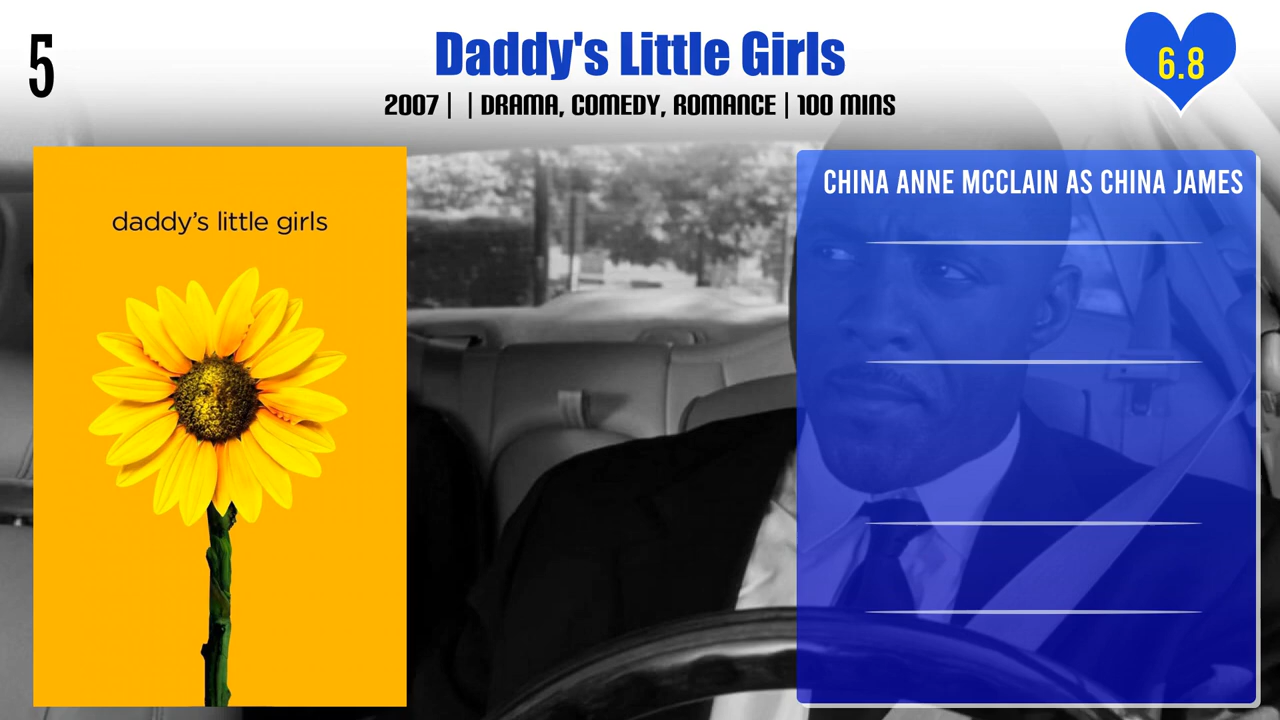 5
Daddy's Little Girls
6.8
2007 | | DRAMA, COMEDY, ROMANCE | 100 MINS
daddy's little girls
CHINA ANNE MCCLAIN AS CHINA JAMES